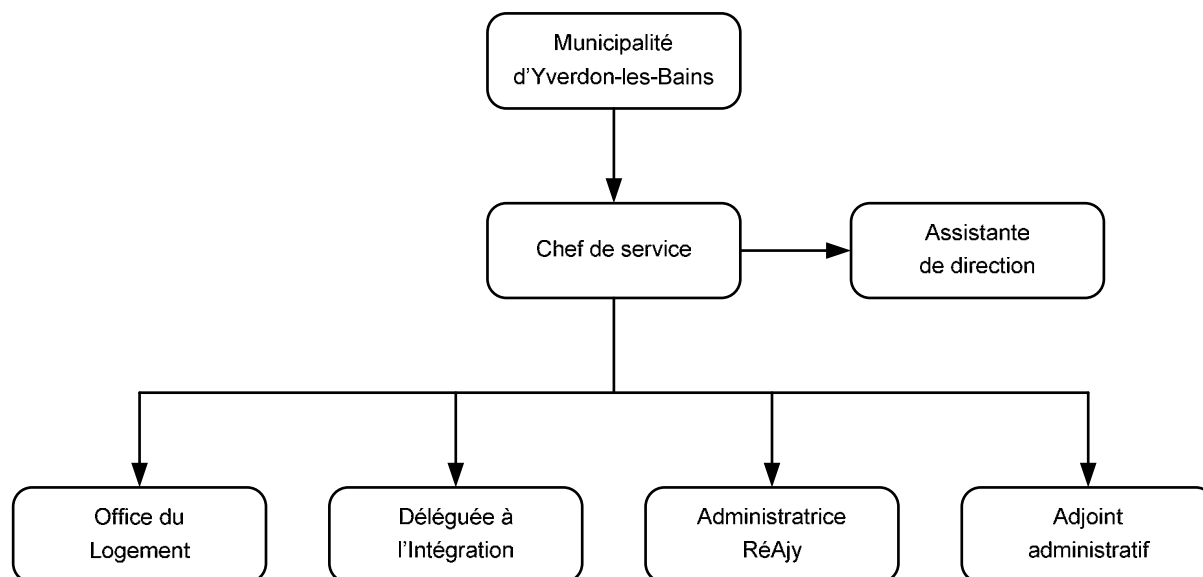 Municipalité
d'Yverdon-les-Bains
Chef de service
Assistante
de direction
Office du
Logement
Déléguée à
l'Intégration
Administratrice
RéAjy
Adjoint
administratif